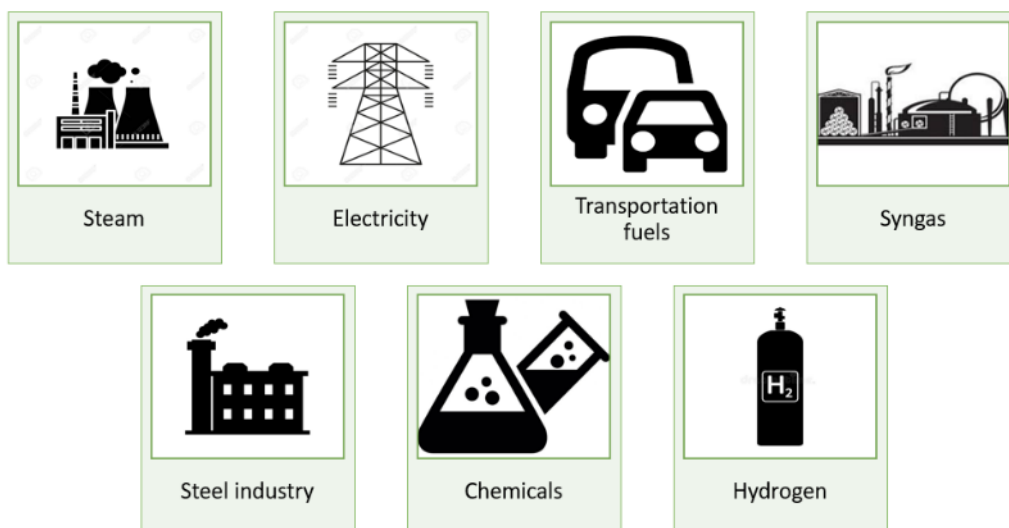 Steam
Electricity
Transportation
fuels
Syngas
Steel industry
Chemicals
H₂
Hydrogen